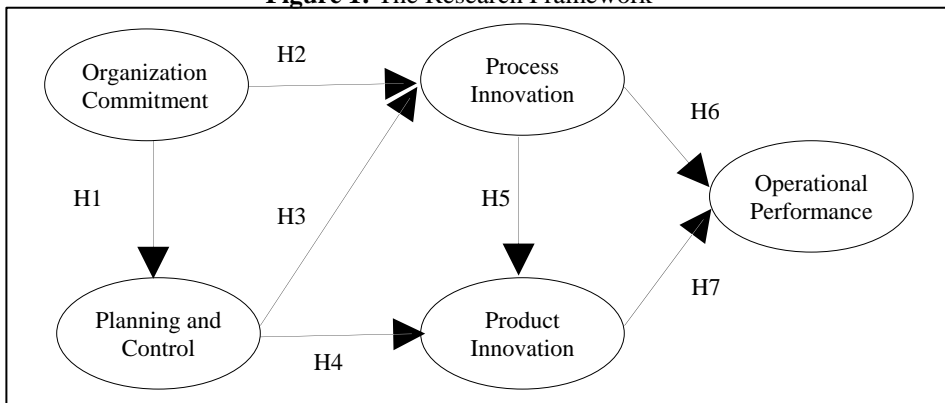 Figure 1. The Research Framework
Organization
Commitment
H2
Process
Innovation
H6
H1
H3
H5
Operational
Performance
H7
Planning and
Control
H4
Product
Innovation